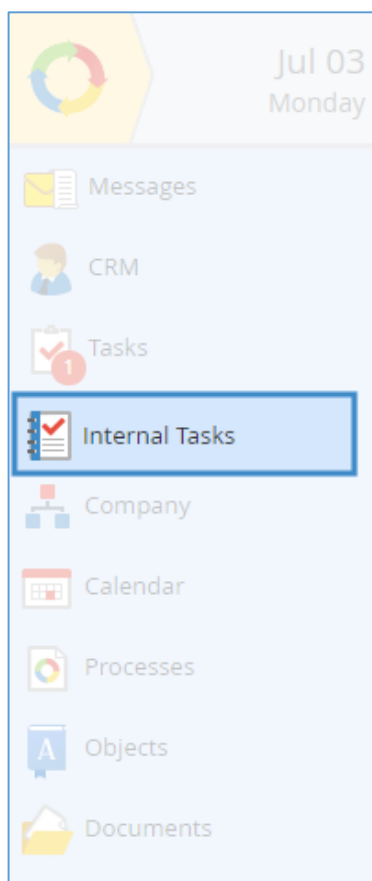 Jul 03
Monday
Messages
CRM
Tasks
1
Internal Tasks
Company
Calendar
Processes
A
Objects
Documents